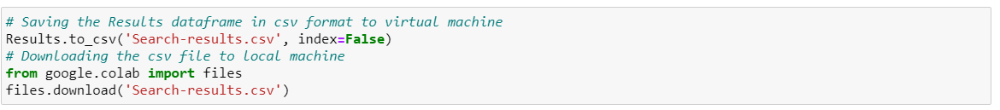 # Saving the Results dataframe in csv format to virtual machine
Results.to_csv('Search-results.csv', index=False)
# Downloading the csv file to local machine
from google.colab import files
files.download('Search-results.csv')